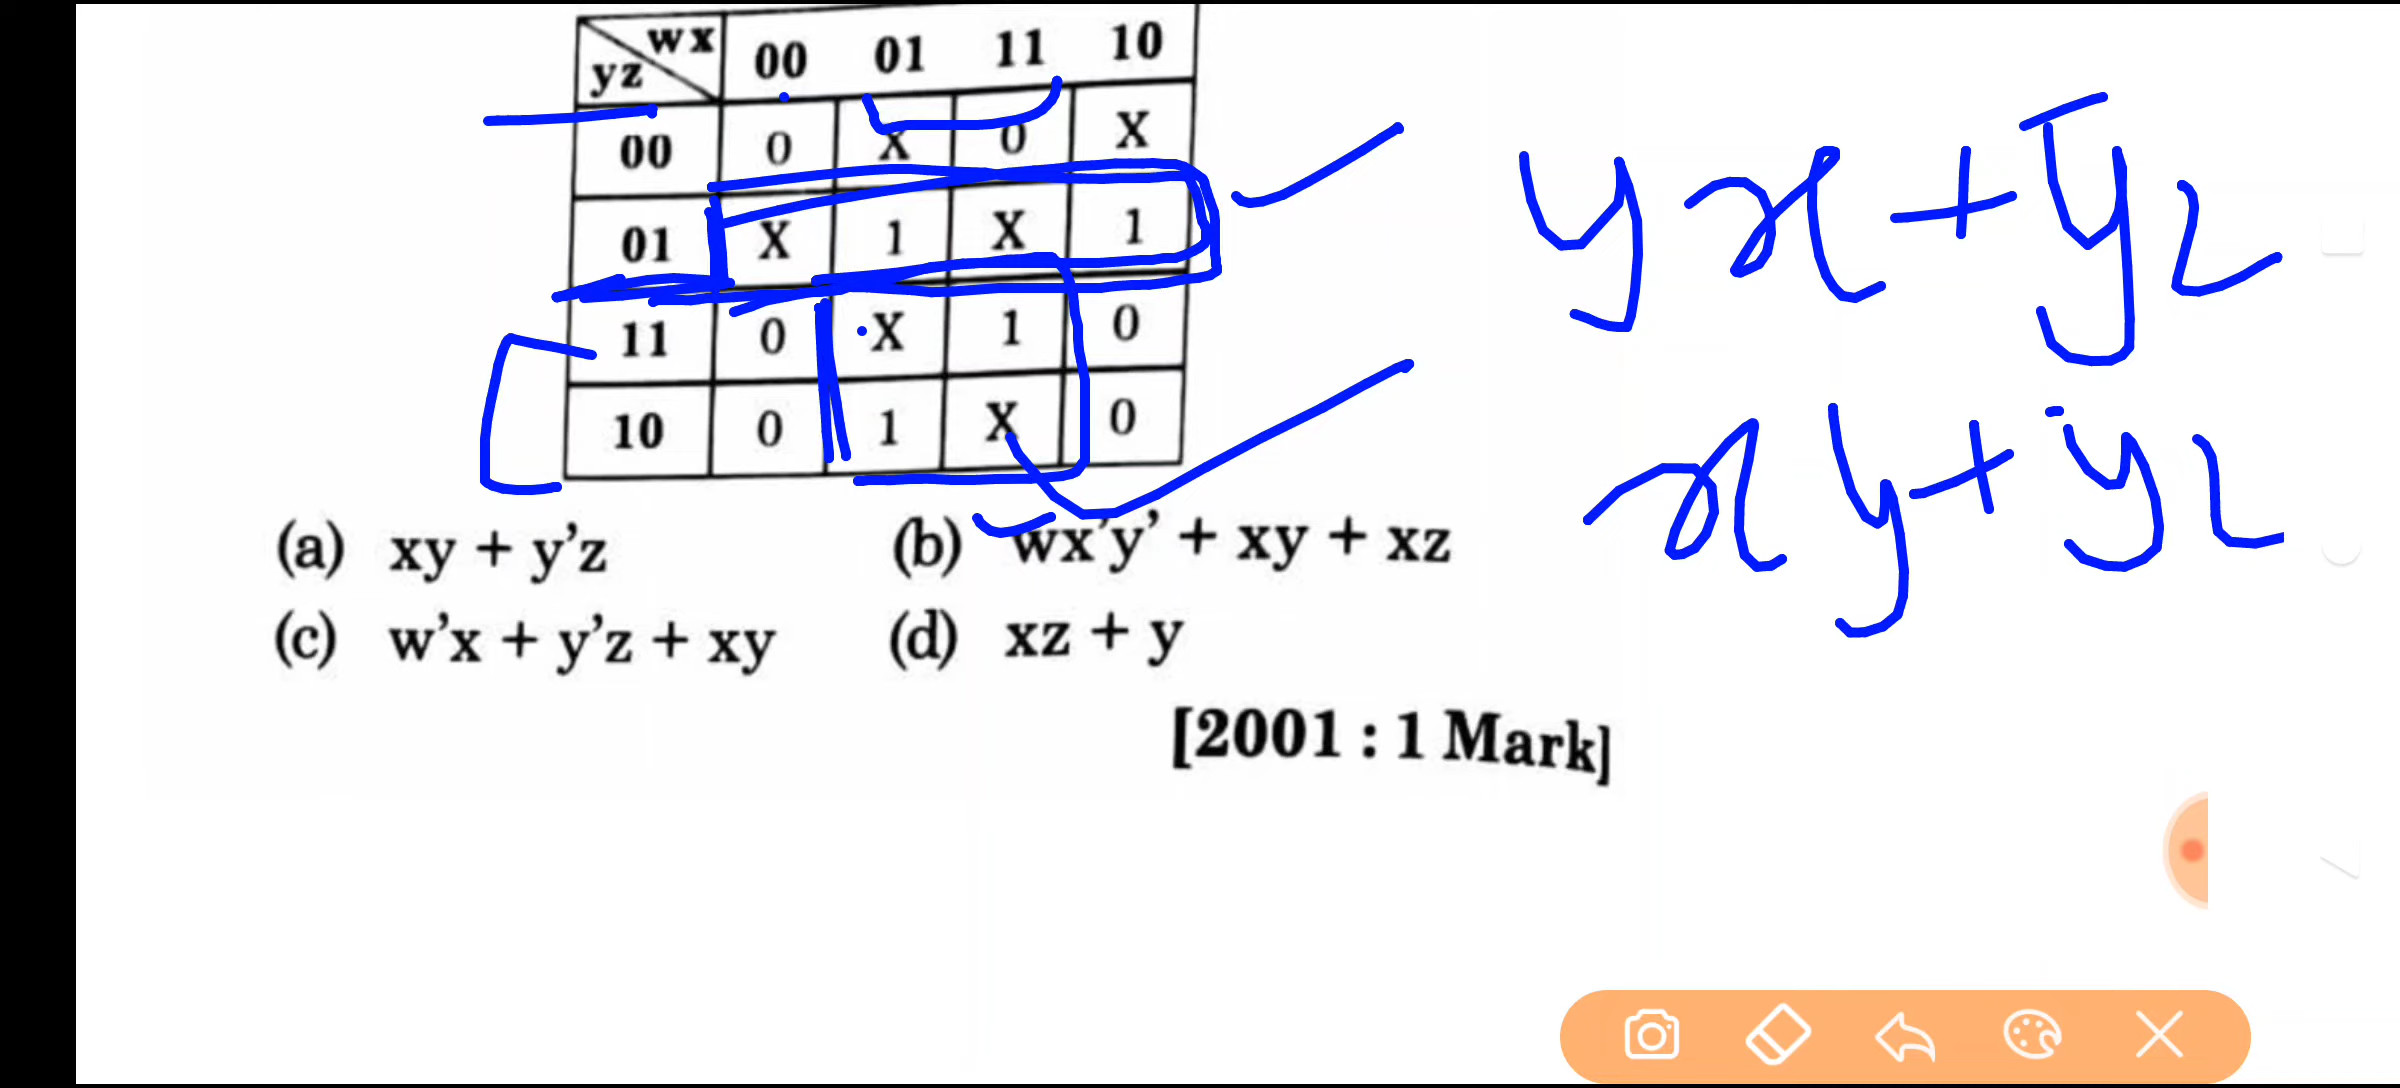 wx 00 01 11 10
yz
00 0 X 0 X
01 X 1 X 1
11 0 X 1 0
10 0 1 X 0
yx + y̅z
xy + y̅z
(a) xy + y’z (b) wx’y’ + xy + xz
(c) w’x + y’z + xy (d) xz + y
[2001 : 1 Mark]